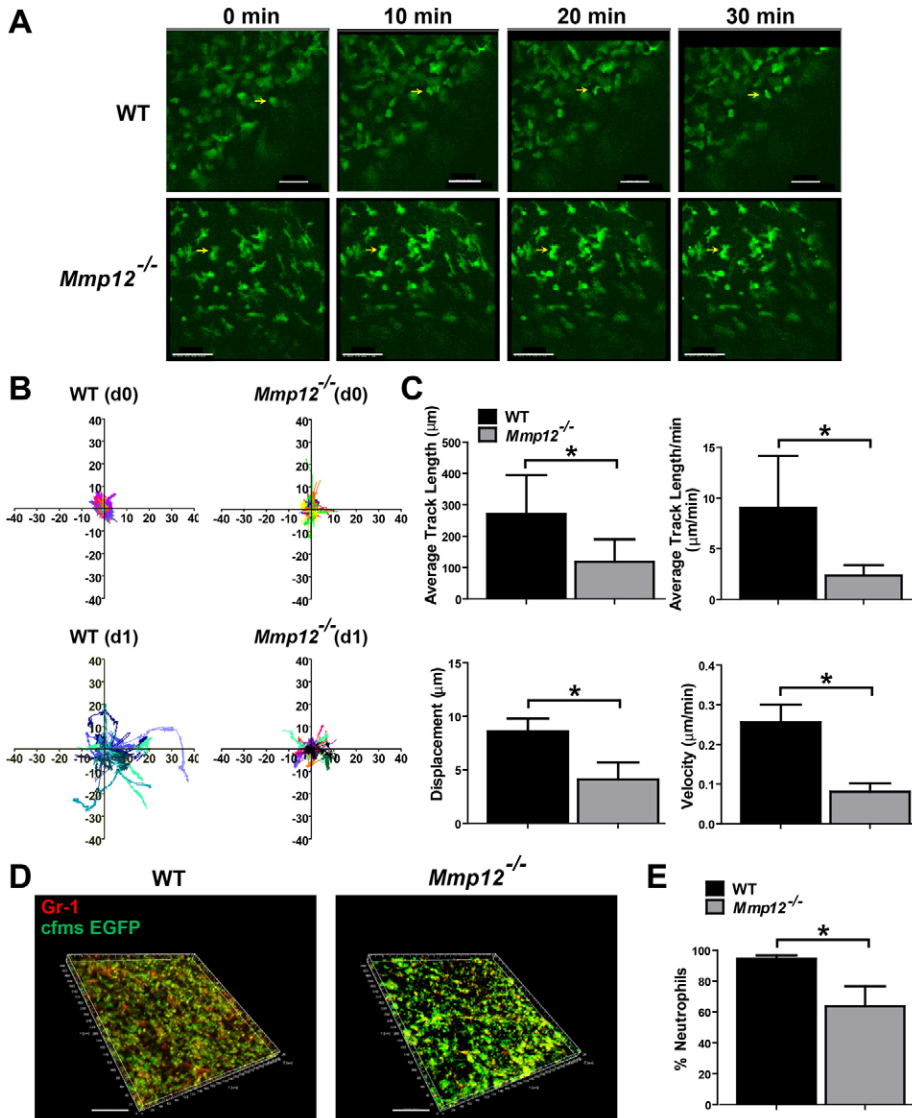 A
0 min 10 min 20 min 30 min
WT
Mmp12-/-
B
WT (d0)
40
30
20
10
-40 -30 -20 -10 10 20 30 40
-10
-20
-30
-40
Mmp12-/- (d0)
40
30
20
10
-40 -30 -20 -10 10 20 30 40
-10
-20
-30
-40
WT (d1)
40
30
20
10
-40 -30 -20 -10 10 20 30 40
-10
-20
-30
-40
Mmp12-/- (d1)
40
30
20
10
-40 -30 -20 -10 10 20 30 40
-10
-20
-30
-40
C
WT
Mmp12-/-
Average Track Length (μm)
500
400
300
200
100
0
*
Average Track Length/min
(μm/min)
15
10
5
0
*
Displacement (μm)
15
10
5
0
*
Velocity (μm/min)
0.4
0.3
0.2
0.1
0.0
*
D
WT Mmp12-/-
Gr-1
cfms EGFP
E
WT
Mmp12-/-
% Neutrophils
100
80
60
40
20
0
*